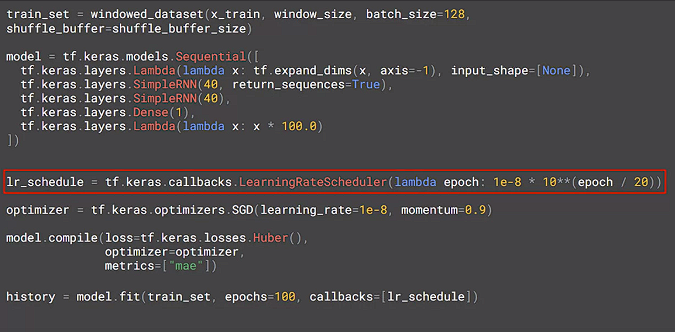 train_set = windowed_dataset(x_train, window_size, batch_size=128,
shuffle_buffer=shuffle_buffer_size)
model = tf.keras.models.Sequential([
  tf.keras.layers.Lambda(lambda x: tf.expand_dims(x, axis=-1), input_shape=[None]),
  tf.keras.layers.SimpleRNN(40, return_sequences=True),
  tf.keras.layers.SimpleRNN(40),
  tf.keras.layers.Dense(1),
  tf.keras.layers.Lambda(lambda x: x * 100.0)
])
lr_schedule = tf.keras.callbacks.LearningRateScheduler(lambda epoch: 1e-8 * 10**(epoch / 20))
optimizer = tf.keras.optimizers.SGD(learning_rate=1e-8, momentum=0.9)
model.compile(loss=tf.keras.losses.Huber(),
              optimizer=optimizer,
              metrics=["mae"])
history = model.fit(train_set, epochs=100, callbacks=[lr_schedule])